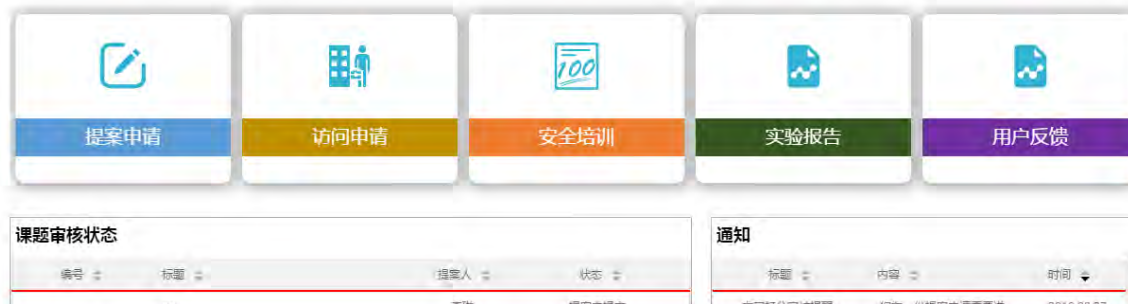 100
提案申请
访问申请
安全培训
实验报告
用户反馈
课题审核状态
通知
编号 标题 提案人 状态
标题 内容 时间